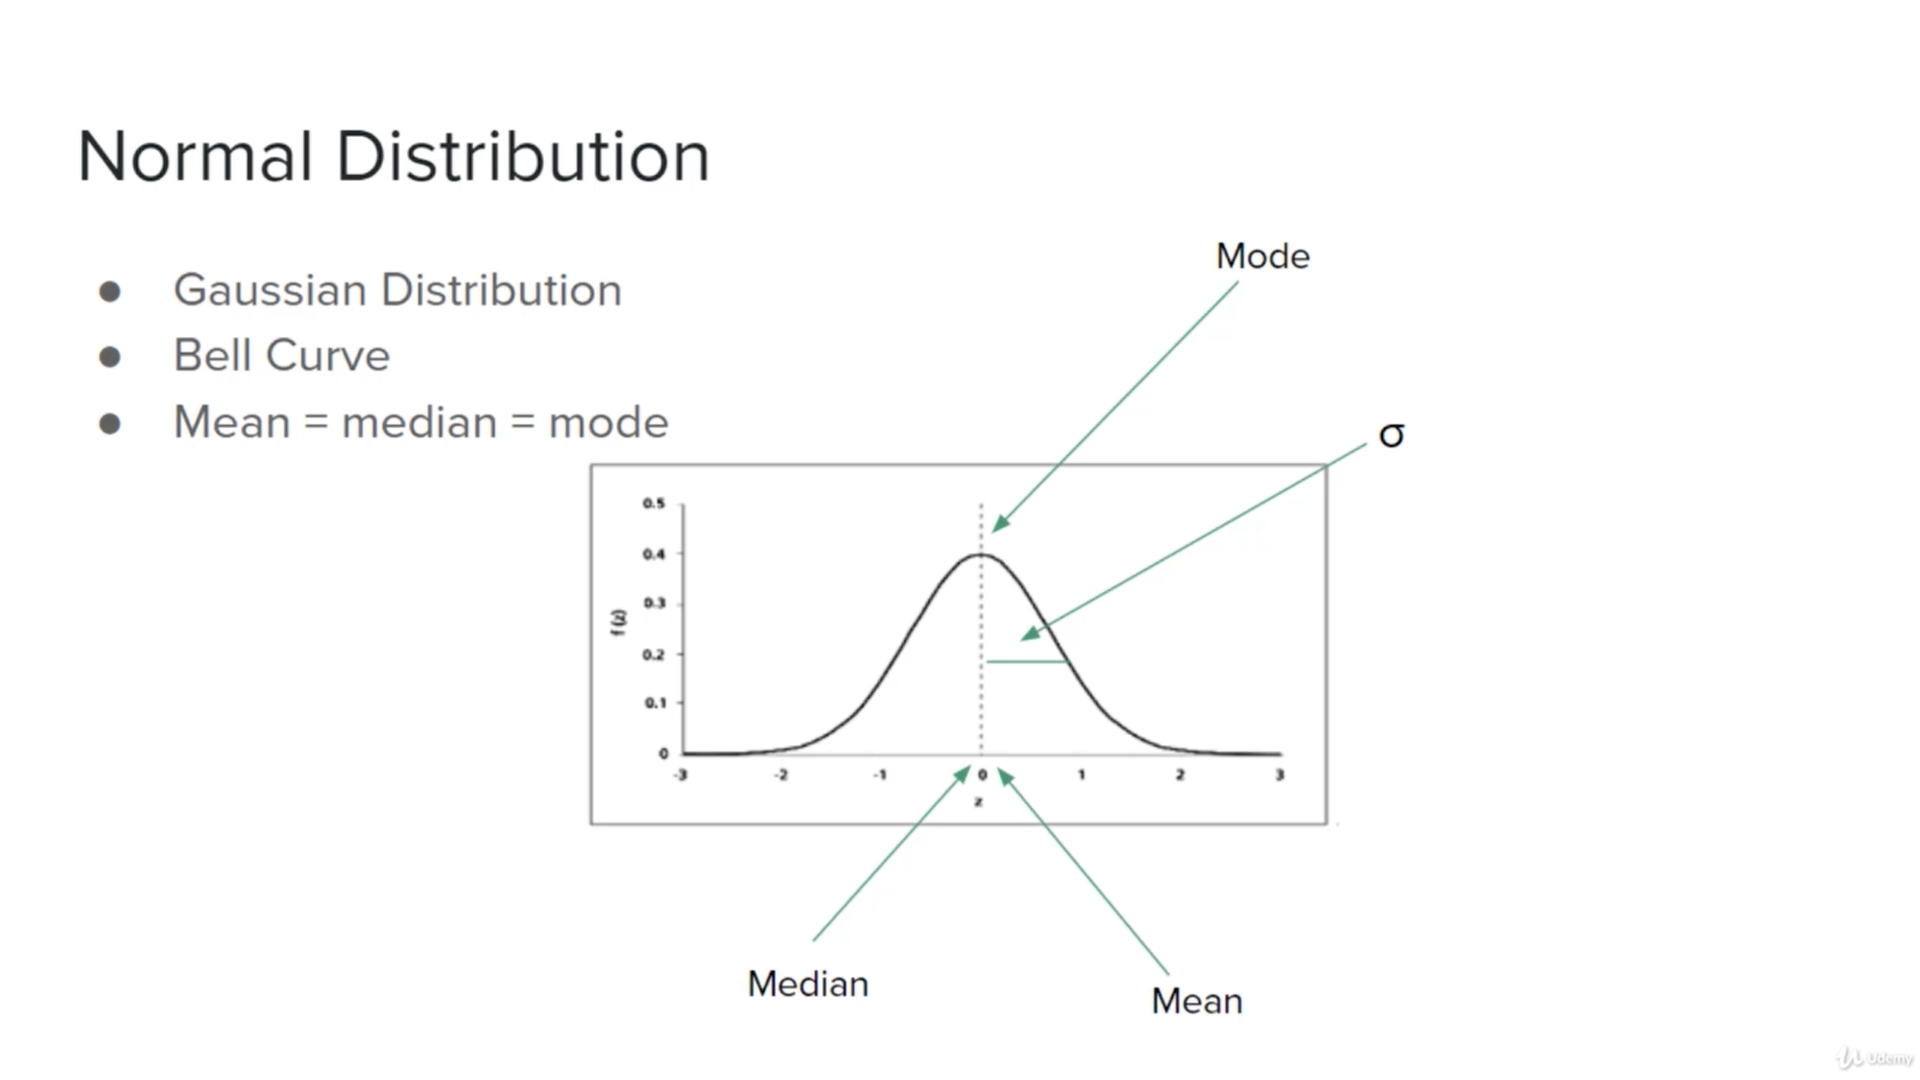 Normal Distribution
● Gaussian Distribution
● Bell Curve
● Mean = median = mode
Mode
σ
0.5
0.4
0.3
0.2
0.1
0
f (z)
-3 -2 -1 0 1 2 3
z
Median
Mean
Udemy